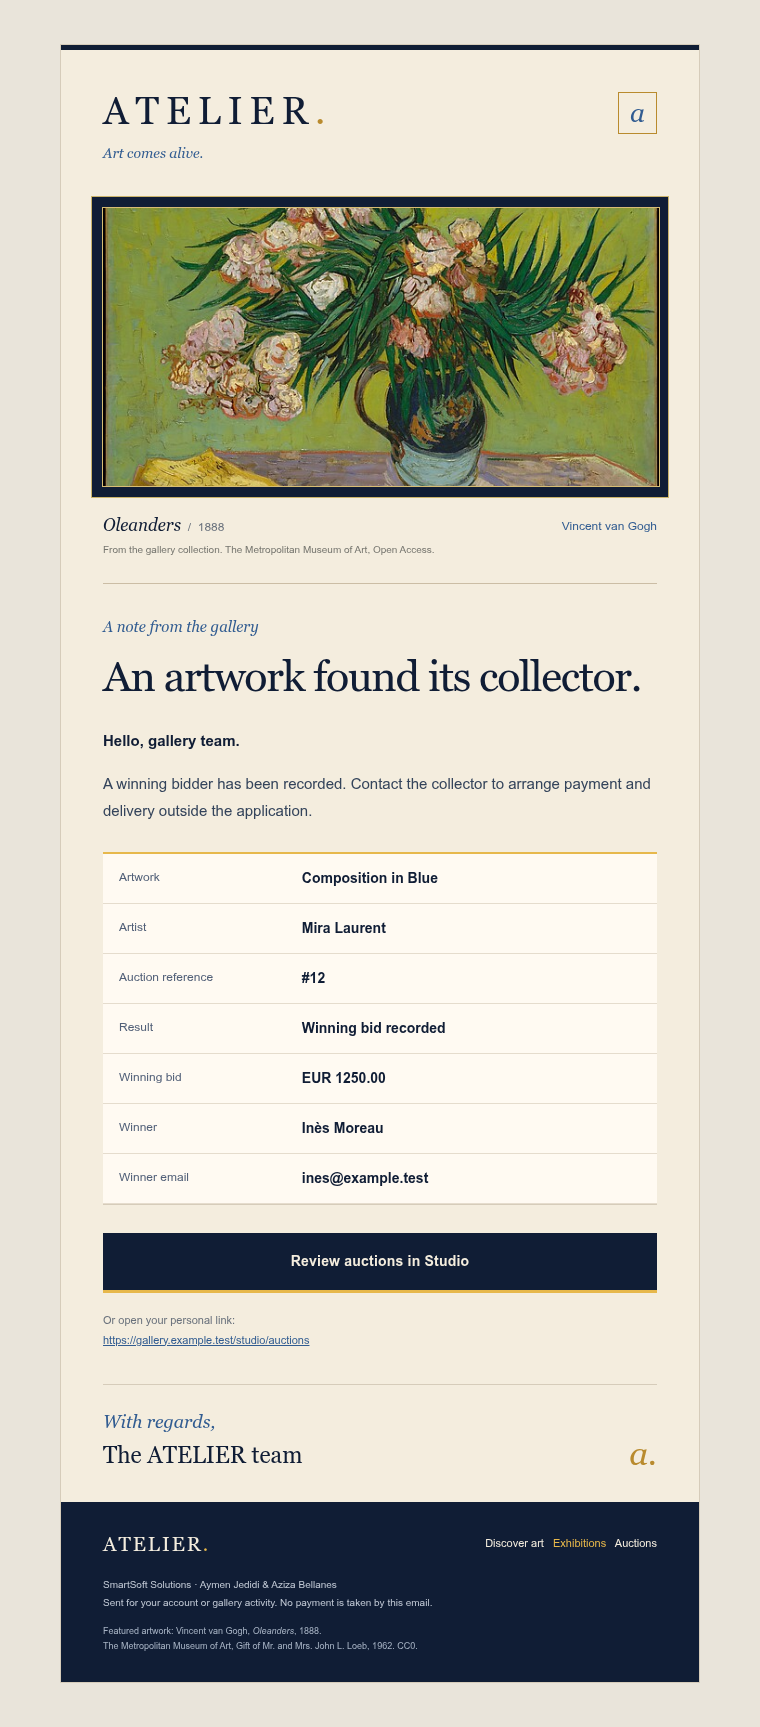 ATELIER.
a
Art comes alive.
Oleanders / 1888
Vincent van Gogh
From the gallery collection. The Metropolitan Museum of Art, Open Access.
A note from the gallery
An artwork found its collector.
Hello, gallery team.
A winning bidder has been recorded. Contact the collector to arrange payment and
delivery outside the application.
Artwork Composition in Blue
Artist Mira Laurent
Auction reference #12
Result Winning bid recorded
Winning bid EUR 1250.00
Winner Inès Moreau
Winner email ines@example.test
Review auctions in Studio
Or open your personal link:
https://gallery.example.test/studio/auctions
With regards,
The ATELIER team
a.
ATELIER.
Discover art Exhibitions Auctions
SmartSoft Solutions · Aymen Jedidi & Aziza Bellanes
Sent for your account or gallery activity. No payment is taken by this email.
Featured artwork: Vincent van Gogh, Oleanders, 1888.
The Metropolitan Museum of Art, Gift of Mr. and Mrs. John L. Loeb, 1962. CC0.